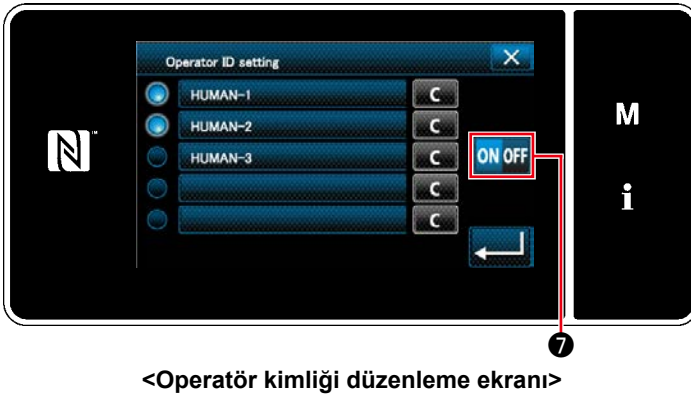 Operator ID setting
HUMAN-1 C
HUMAN-2 C
HUMAN-3 C
C
C
ON OFF
M
i
N
7
<Operatör kimliği düzenleme ekranı>